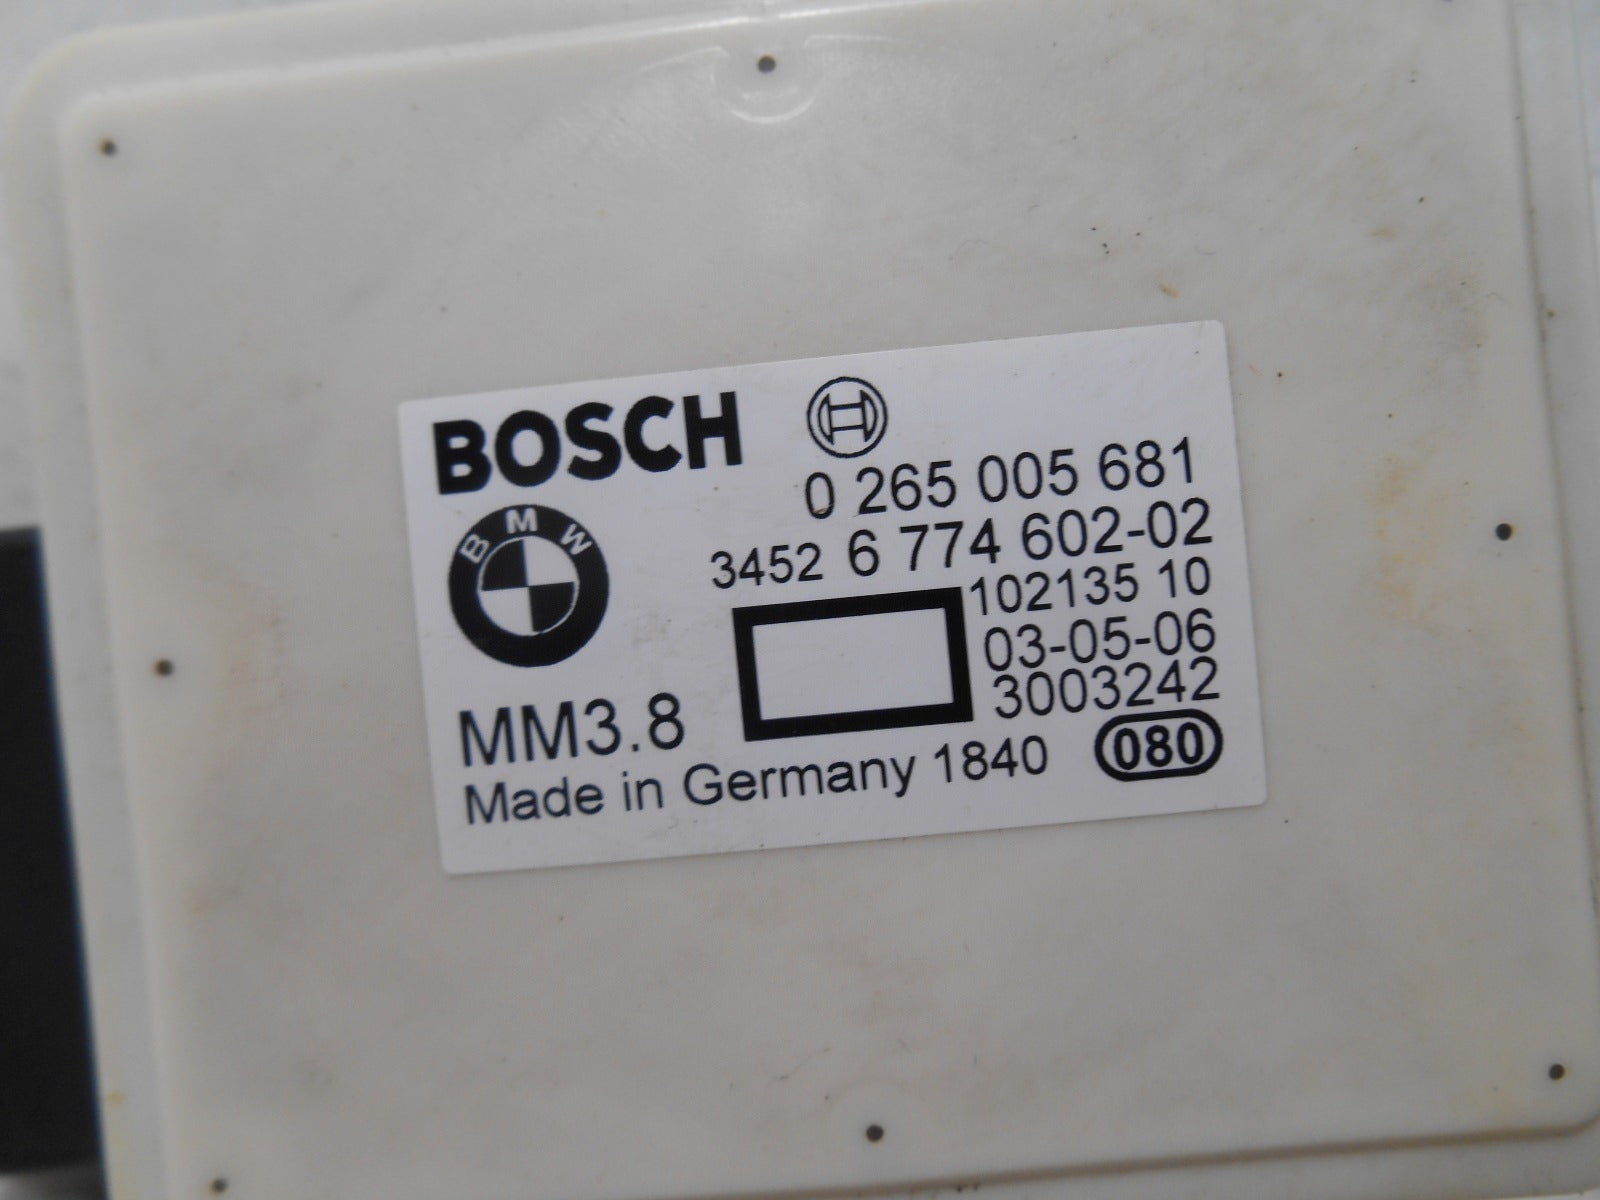 BOSCH
0 265 005 681
BMW
3452 6 774 602-02
102135 10
03-05-06
3003242
MM3.8
Made in Germany 1840
080